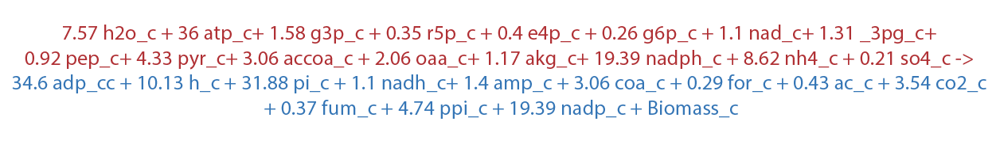 7.57 h2o_c + 36 atp_c+ 1.58 g3p_c + 0.35 r5p_c + 0.4 e4p_c + 0.26 g6p_c + 1.1 nad_c+ 1.31 _3pg_c+
0.92 pep_c+ 4.33 pyr_c+ 3.06 accoa_c + 2.06 oaa_c+ 1.17 akg_c+ 19.39 nadph_c + 8.62 nh4_c + 0.21 so4_c ->
34.6 adp_cc + 10.13 h_c + 31.88 pi_c + 1.1 nadh_c+ 1.4 amp_c + 3.06 coa_c + 0.29 for_c + 0.43 ac_c + 3.54 co2_c
+ 0.37 fum_c + 4.74 ppi_c + 19.39 nadp_c + Biomass_c